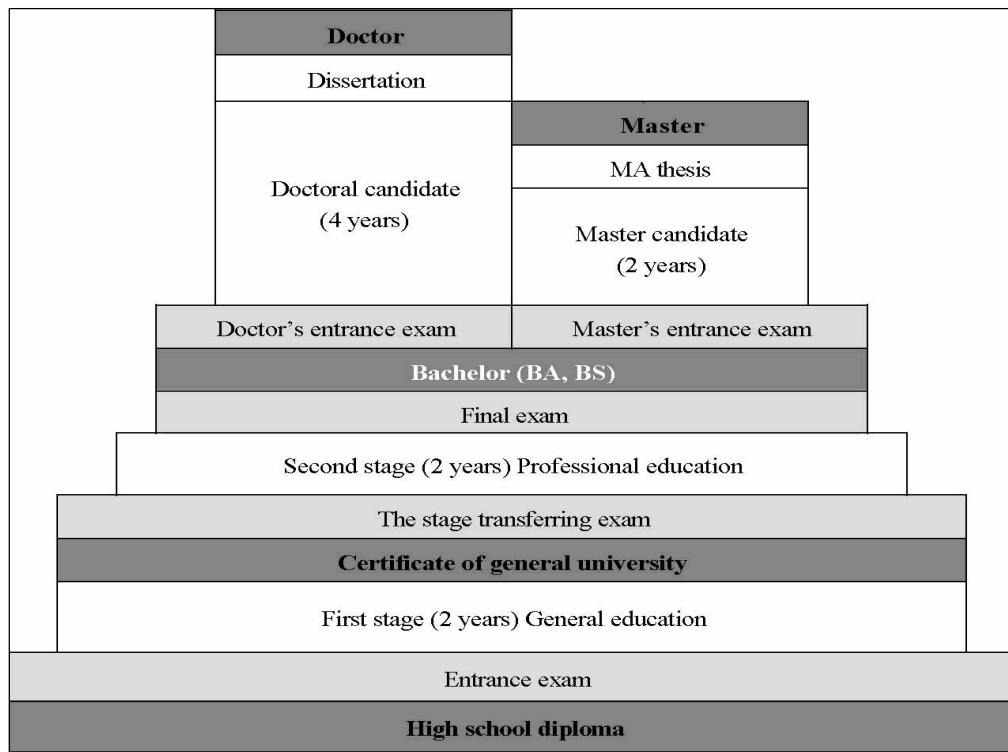 Doctor
Dissertation
Doctoral candidate
(4 years)
Master
MA thesis
Master candidate
(2 years)
Doctor’s entrance exam
Master’s entrance exam
Bachelor (BA, BS)
Final exam
Second stage (2 years) Professional education
The stage transferring exam
Certificate of general university
First stage (2 years) General education
Entrance exam
High school diploma